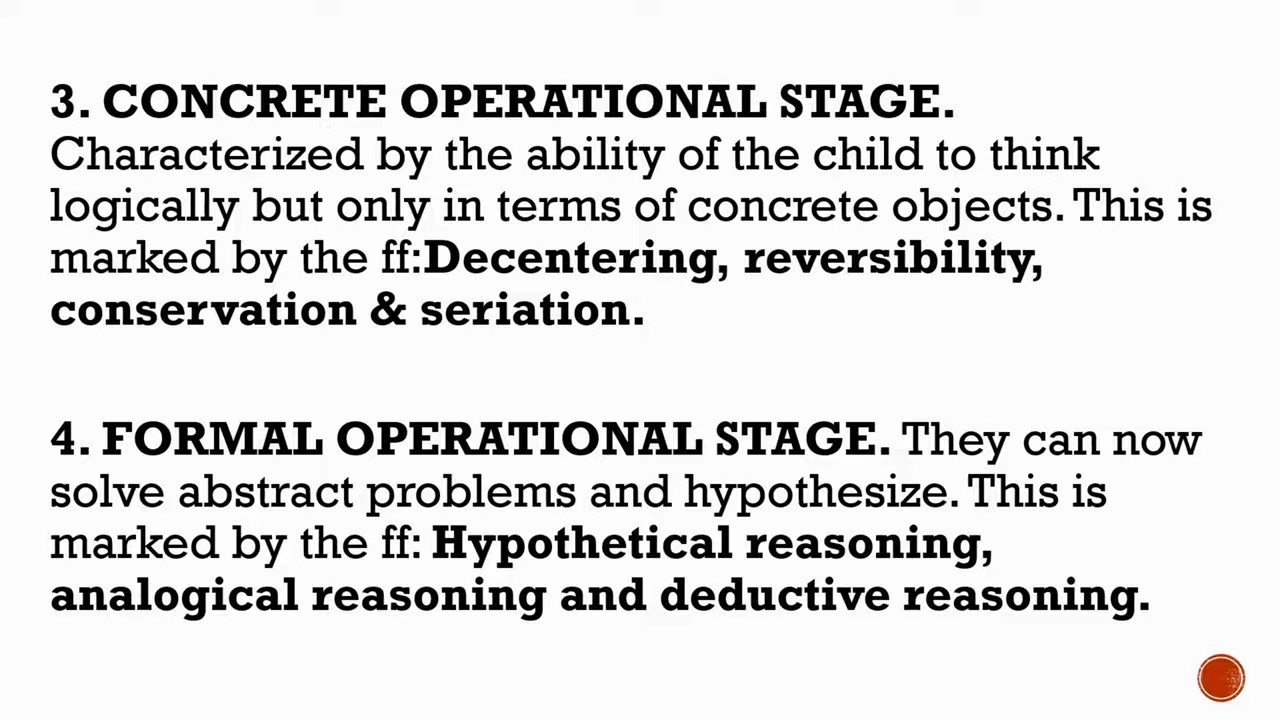 3. CONCRETE OPERATIONAL STAGE.
Characterized by the ability of the child to think
logically but only in terms of concrete objects. This is
marked by the ff:Decentering, reversibility,
conservation & seriation.
4. FORMAL OPERATIONAL STAGE. They can now
solve abstract problems and hypothesize. This is
marked by the ff: Hypothetical reasoning,
analogical reasoning and deductive reasoning.